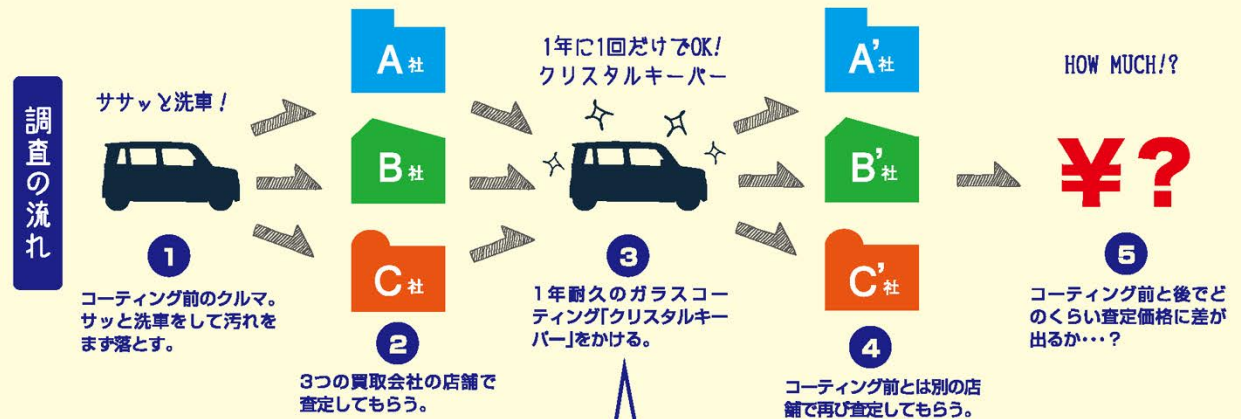 調査の流れ
ササッと洗車!
1
コーティング前のクルマ。
サッと洗車をして汚れを
まず落とす。
A社
B社
C社
2
3つの買取会社の店舗で
査定してもらう。
1年に1回だけでOK!
クリスタルキーパー
3
1年耐久のガラスコー
ティング「クリスタルキー
パー」をかける。
A'社
B'社
C'社
4
コーティング前とは別の店
舗で再び査定してもらう。
HOW MUCH!?
¥?
5
コーティング前と後でど
のくらい査定価格に差が
出るか・・・?